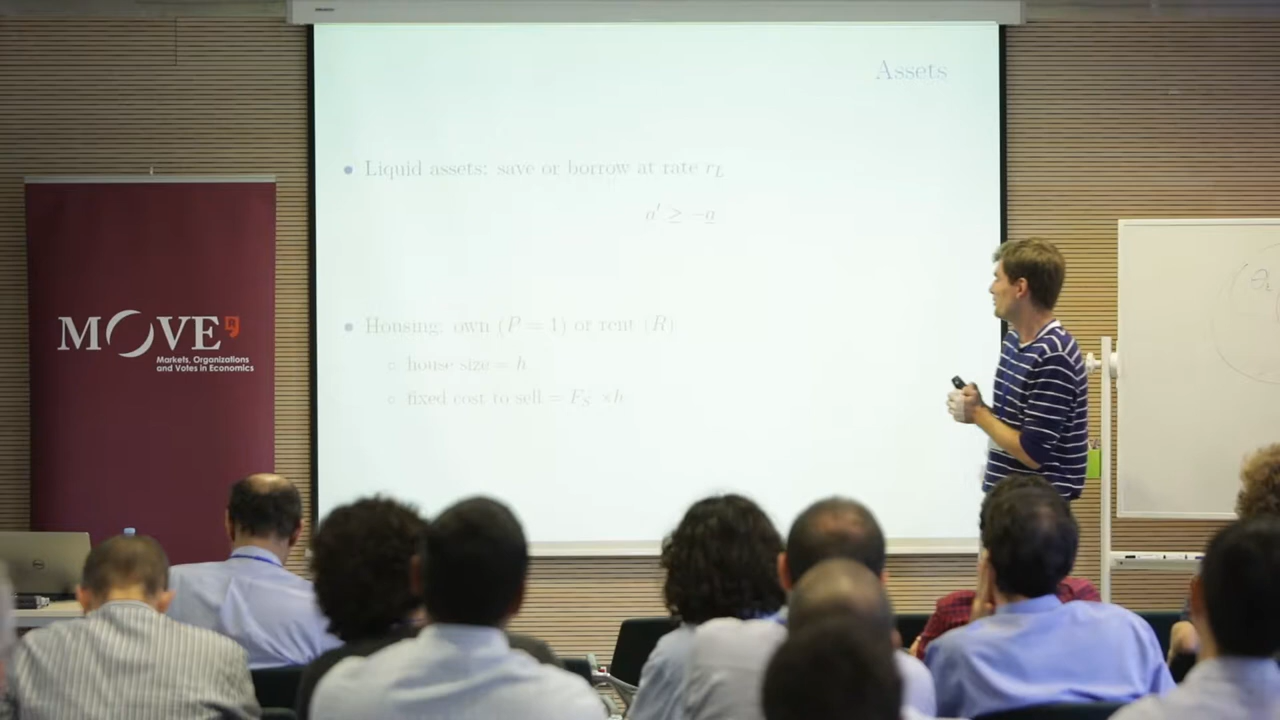 Assets
• Liquid assets: save or borrow at rate r_L
a′ ≥ −a̲
• Housing: own (P = 1) or rent (R)
○ house size = h
○ fixed cost to sell = F_S × h
MOVE
Markets, Organizations
and Votes in Economics
DELL